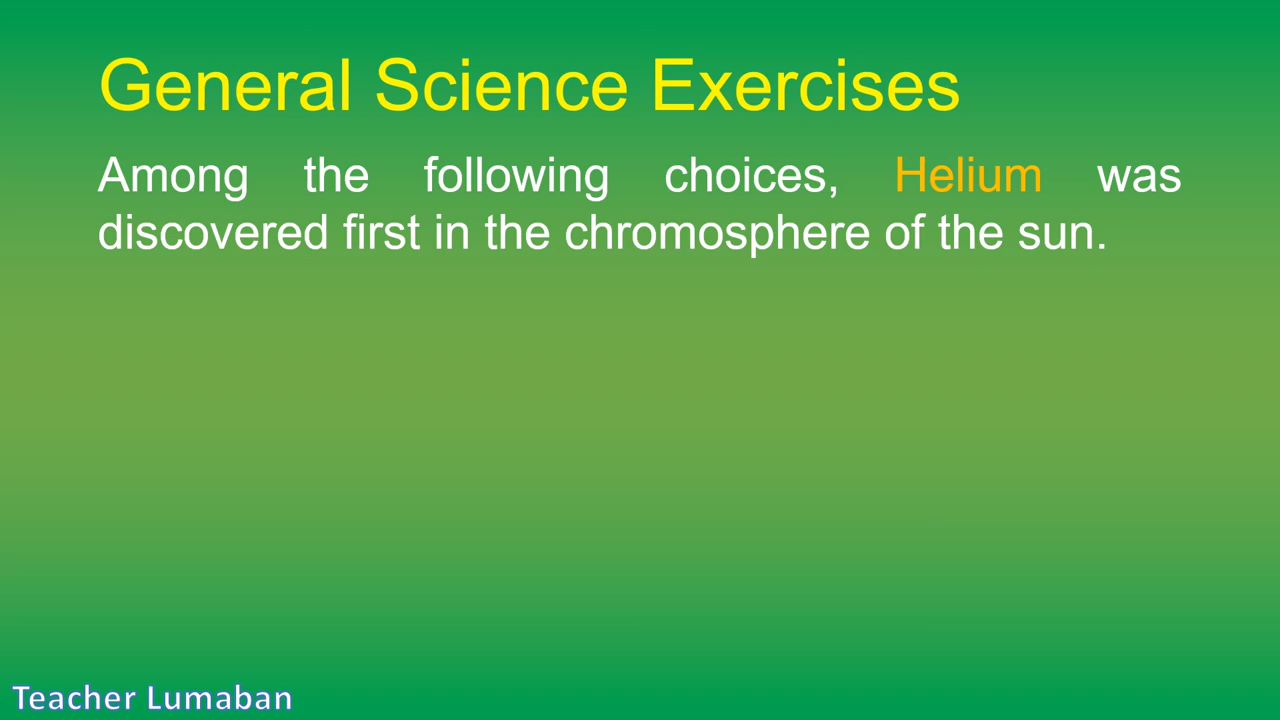 General Science Exercises
Among the following choices, Helium was
discovered first in the chromosphere of the sun.
Teacher Lumaban